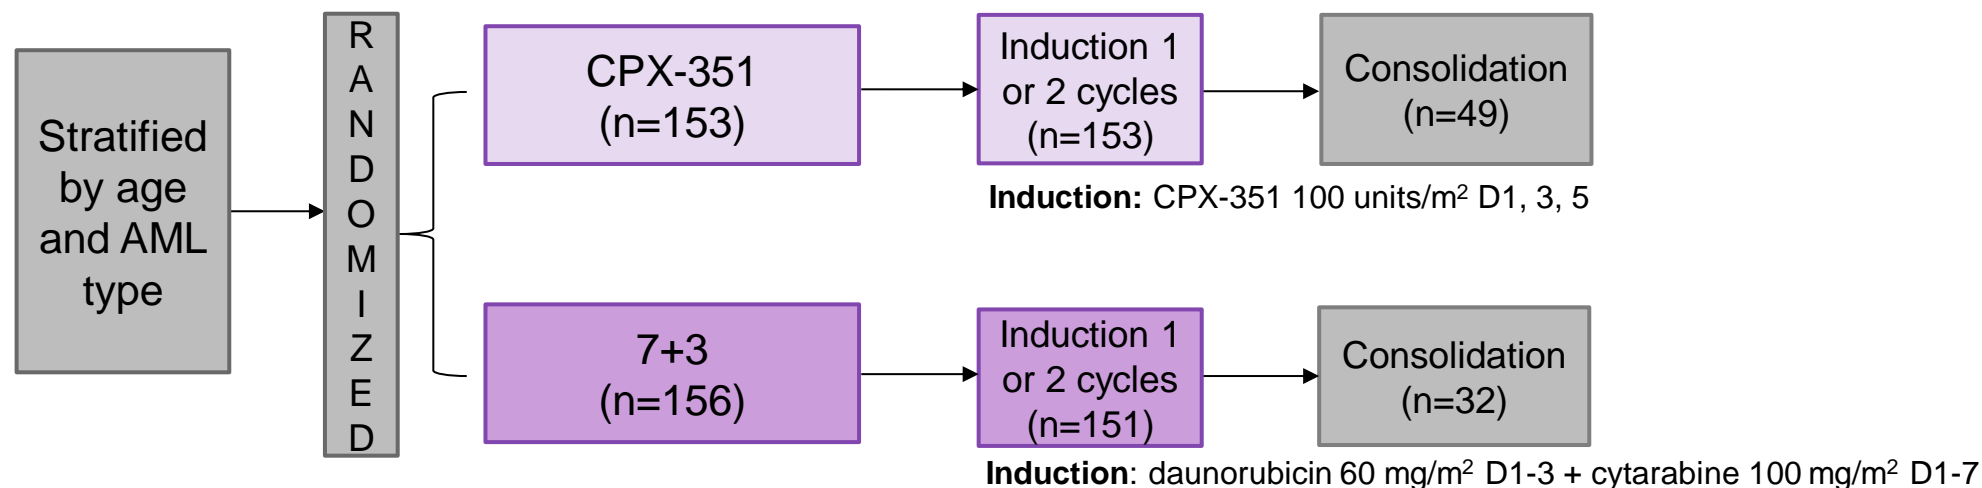 Stratified
by age
and AML
type
R
A
N
D
O
M
I
Z
E
D
CPX-351
(n=153)
Induction 1
or 2 cycles
(n=153)
Consolidation
(n=49)
Induction: CPX-351 100 units/m² D1, 3, 5
7+3
(n=156)
Induction 1
or 2 cycles
(n=151)
Consolidation
(n=32)
Induction: daunorubicin 60 mg/m² D1-3 + cytarabine 100 mg/m² D1-7